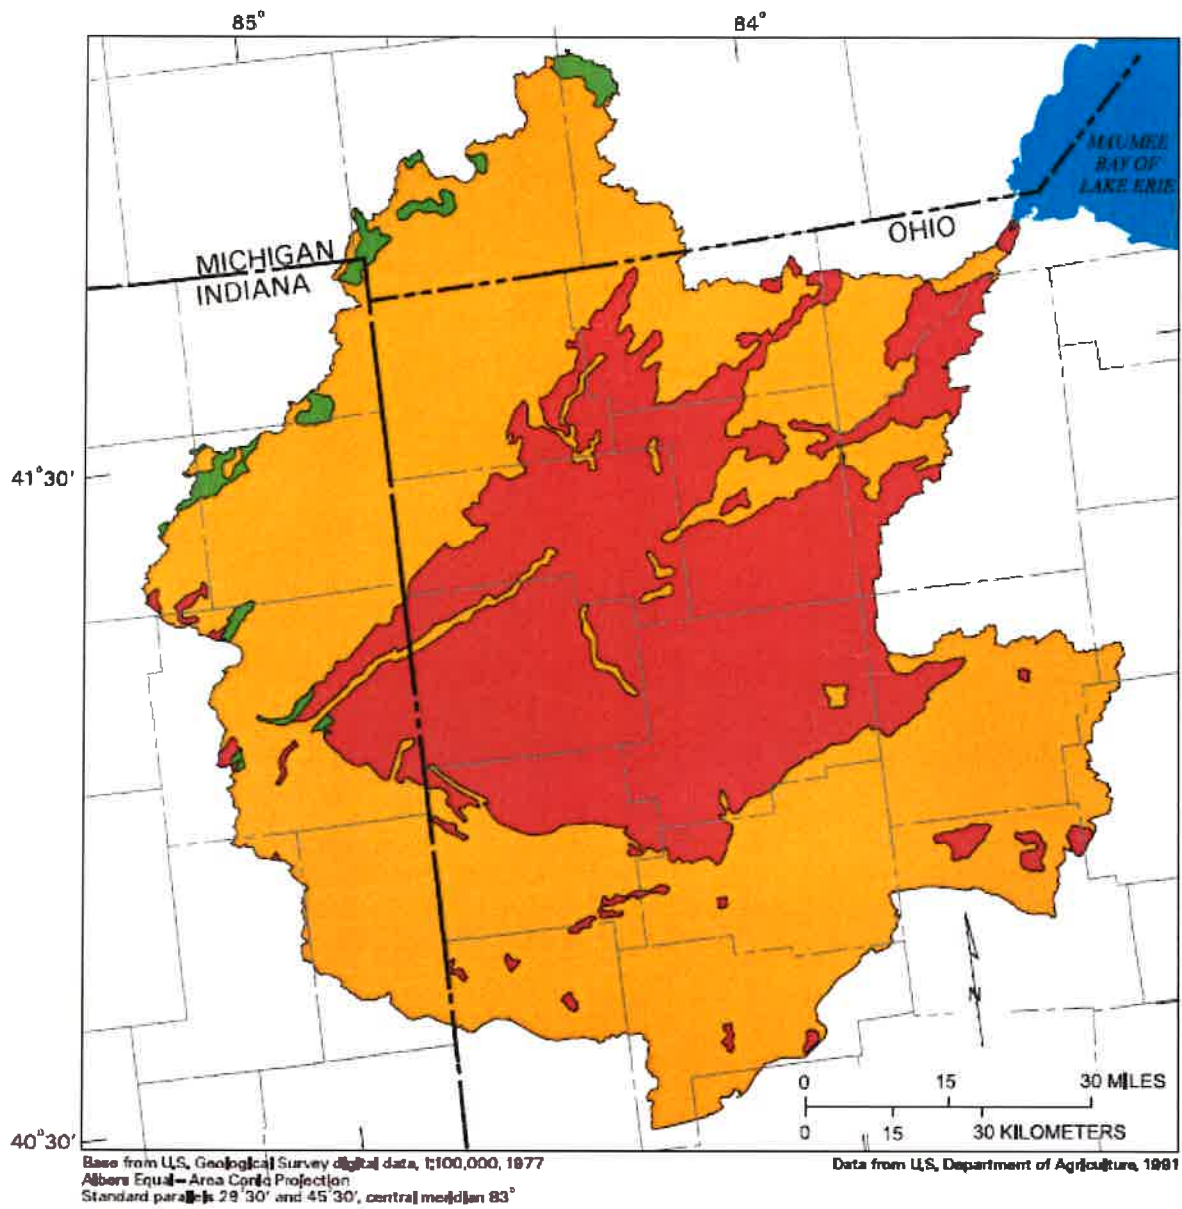 85° 84°
MAUMEE
BAY OF
LAKE ERIE
OHIO
MICHIGAN
INDIANA
41°30'
N
0 15 30 MILES
0 15 30 KILOMETERS
40°30'
Base from U.S. Geological Survey digital data, 1:100,000, 1977
Albers Equal-Area Conic Projection
Standard parallels 29°30' and 45°30', central meridian 83°
Data from U.S. Department of Agriculture, 1991